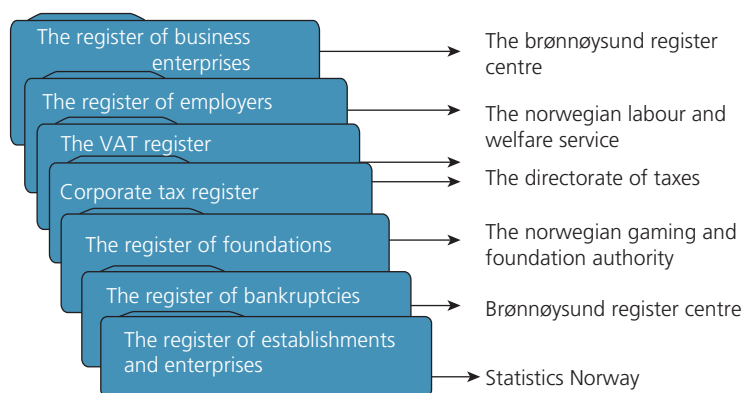 The register of business
enterprises
The brønnøysund register
centre
The register of employers
The norwegian labour and
welfare service
The VAT register
Corporate tax register
The directorate of taxes
The register of foundations
The norwegian gaming and
foundation authority
The register of bankruptcies
Brønnøysund register centre
The register of establishments
and enterprises
Statistics Norway